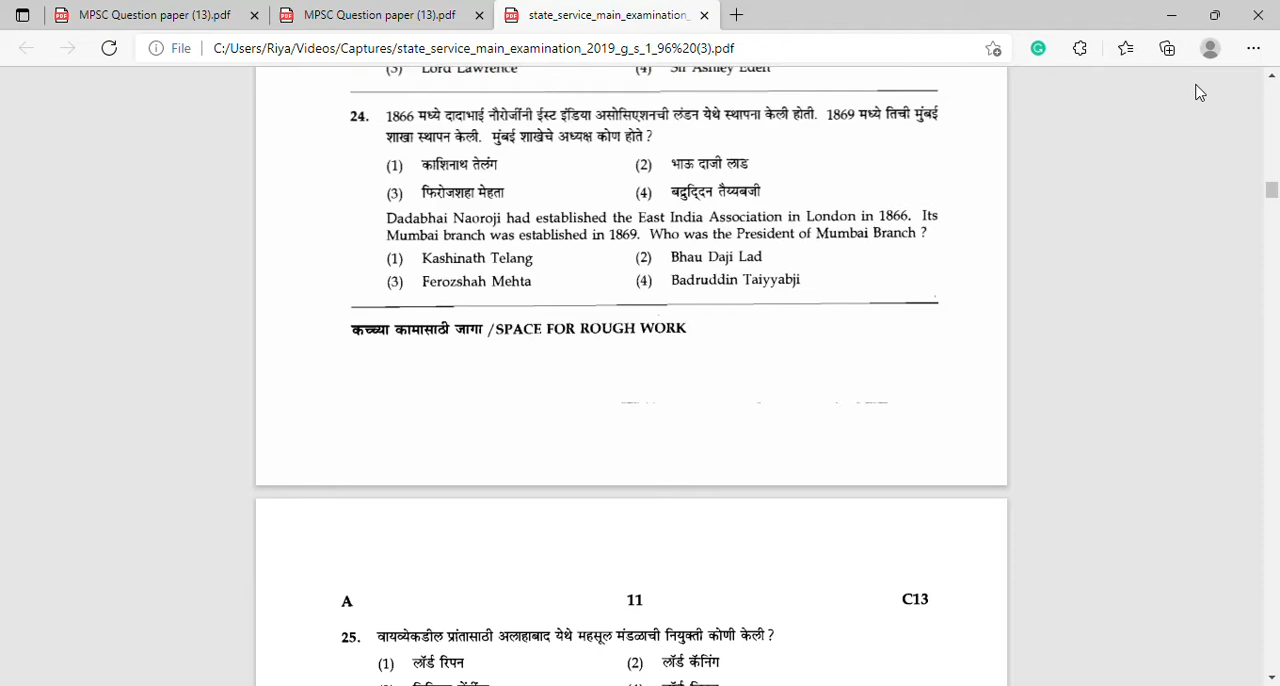 MPSC Question paper (13).pdf
MPSC Question paper (13).pdf
state_service_main_examination_
File
C:/Users/Riya/Videos/Captures/state_service_main_examination_2019_g_s_1_96%20(3).pdf
(3) Lord Lawrence (4) Sir Ashley Eden
24. 1866 मध्ये दादाभाई नौरोजींनी ईस्ट इंडिया असोसिएशनची लंडन येथे स्थापना केली होती. 1869 मध्ये तिची मुंबई
शाखा स्थापन केली. मुंबई शाखेचे अध्यक्ष कोण होते ?
(1) काशिनाथ तेलंग (2) भाऊ दाजी लाड
(3) फिरोजशहा मेहता (4) बद्रुद्दिन तैय्यबजी
Dadabhai Naoroji had established the East India Association in London in 1866. Its
Mumbai branch was established in 1869. Who was the President of Mumbai Branch ?
(1) Kashinath Telang (2) Bhau Daji Lad
(3) Ferozshah Mehta (4) Badruddin Taiyyabji
कच्च्या कामासाठी जागा /SPACE FOR ROUGH WORK
A 11 C13
25. वायव्येकडील प्रांतासाठी अलाहाबाद येथे महसूल मंडळाची नियुक्ती कोणी केली ?
(1) लॉर्ड रिपन (2) लॉर्ड कॅनिंग